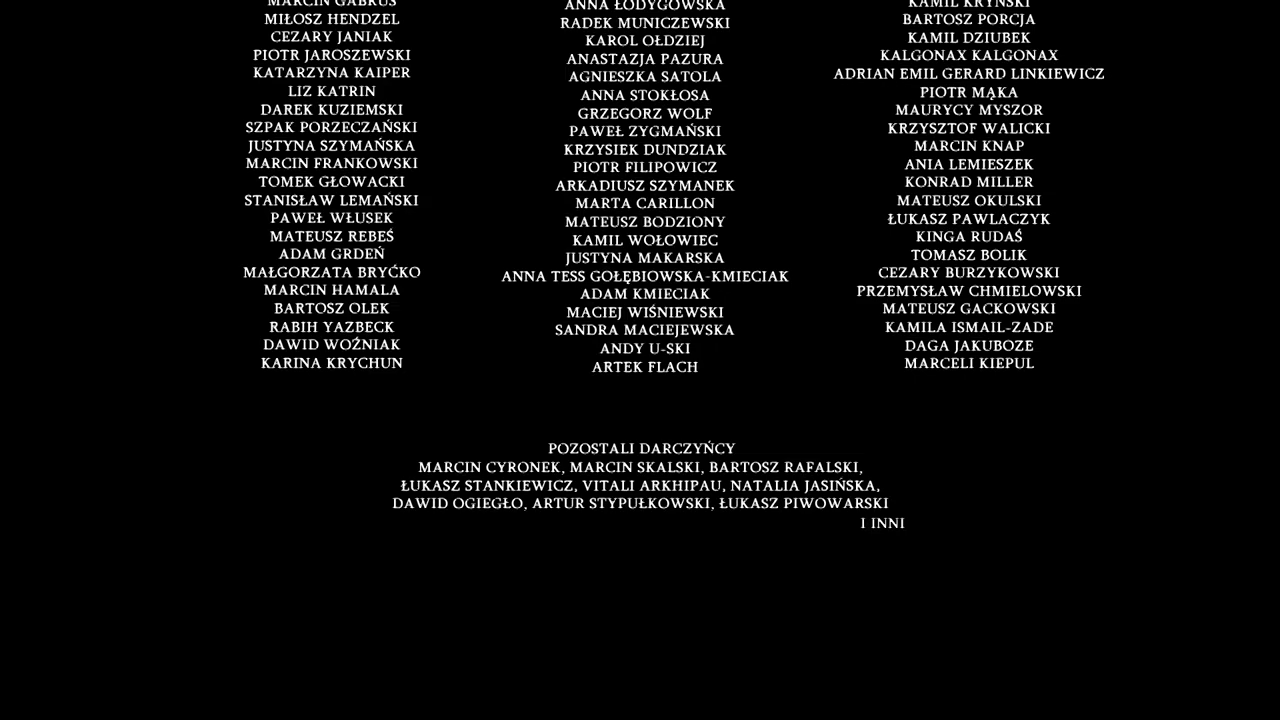 MARCIN GABRUŚ
MIŁOSZ HENDZEL
CEZARY JANIAK
PIOTR JAROSZEWSKI
KATARZYNA KAIPER
LIZ KATRIN
DAREK KUZIEMSKI
SZPAK PORZECZAŃSKI
JUSTYNA SZYMAŃSKA
MARCIN FRANKOWSKI
TOMEK GŁOWACKI
STANISŁAW LEMAŃSKI
PAWEŁ WŁUSEK
MATEUSZ REBEŚ
ADAM GRDEŃ
MAŁGORZATA BRYĆKO
MARCIN HAMALA
BARTOSZ OLEK
RABIH YAZBECK
DAWID WOŹNIAK
KARINA KRYCHUN
ANNA ŁODYGOWSKA
RADEK MUNICZEWSKI
KAROL OŁDZIEJ
ANASTAZJA PAZURA
AGNIESZKA SATOLA
ANNA STOKŁOSA
GRZEGORZ WOLF
PAWEŁ ZYGMAŃSKI
KRZYSIEK DUNDZIAK
PIOTR FILIPOWICZ
ARKADIUSZ SZYMANEK
MARTA CARILLON
MATEUSZ BODZIONY
KAMIL WOŁOWIEC
JUSTYNA MAKARSKA
ANNA TESS GOŁĘBIOWSKA-KMIECIAK
ADAM KMIECIAK
MACIEJ WIŚNIEWSKI
SANDRA MACIEJEWSKA
ANDY U-SKI
ARTEK FLACH
KAMIL KRYŃSKI
BARTOSZ PORCJA
KAMIL DZIUBEK
KALGONAX KALGONAX
ADRIAN EMIL GERARD LINKIEWICZ
PIOTR MĄKA
MAURYCY MYSZOR
KRZYSZTOF WALICKI
MARCIN KNAP
ANIA LEMIESZEK
KONRAD MILLER
MATEUSZ OKULSKI
ŁUKASZ PAWLACZYK
KINGA RUDAŚ
TOMASZ BOLIK
CEZARY BURZYKOWSKI
PRZEMYSŁAW CHMIELOWSKI
MATEUSZ GACKOWSKI
KAMILA ISMAIL-ZADE
DAGA JAKUBOZE
MARCELI KIEPUL
POZOSTALI DARCZYŃCY
MARCIN CYRONEK, MARCIN SKALSKI, BARTOSZ RAFALSKI,
ŁUKASZ STANKIEWICZ, VITALI ARKHIPAU, NATALIA JASIŃSKA,
DAWID OGIEGŁO, ARTUR STYPUŁKOWSKI, ŁUKASZ PIWOWARSKI
I INNI